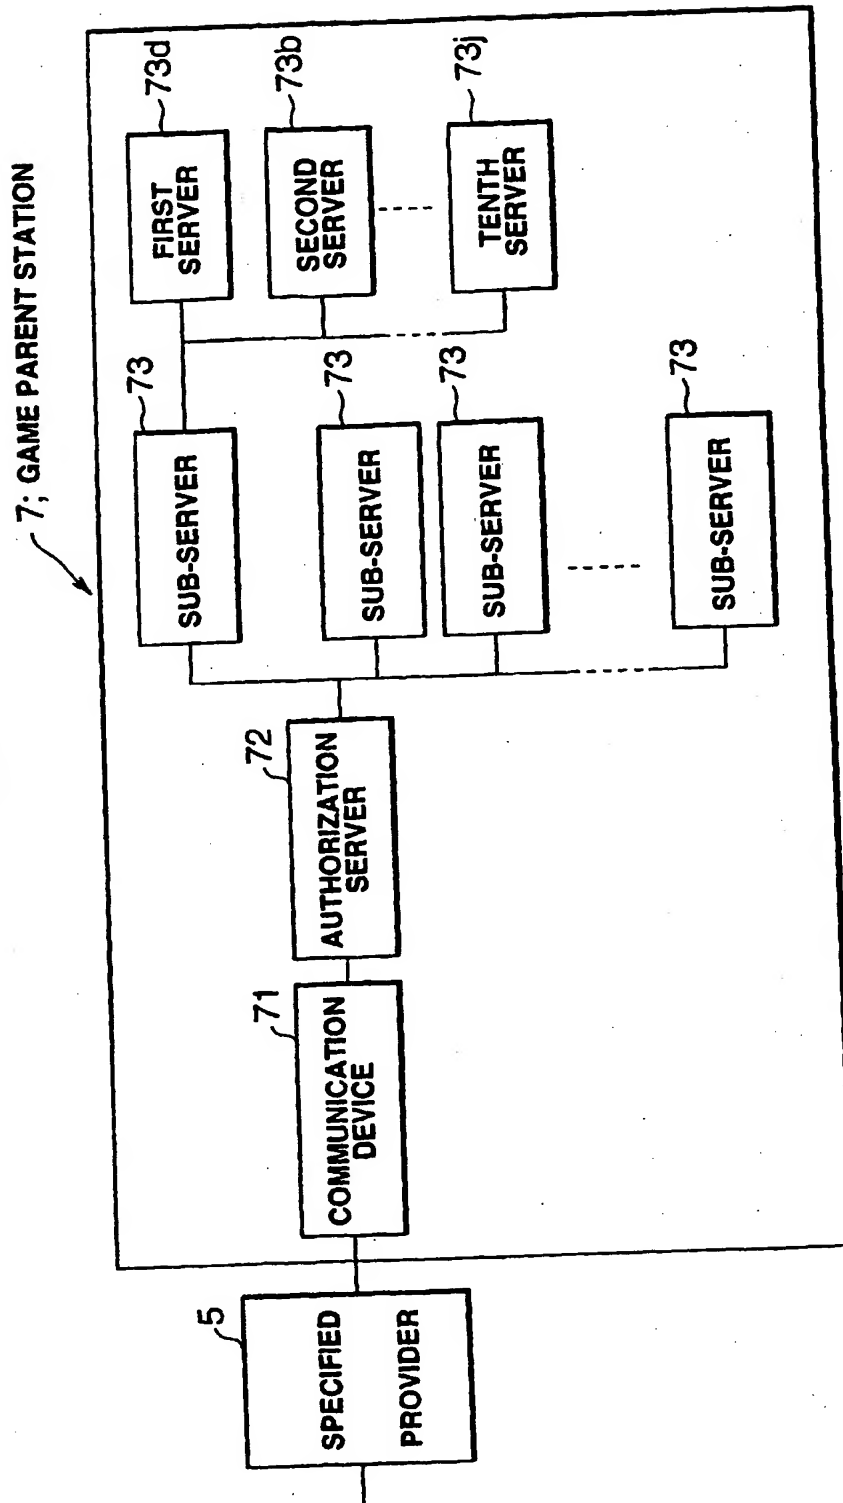 7; GAME PARENT STATION
5
SPECIFIED
PROVIDER
71
COMMUNICATION
DEVICE
72
AUTHORIZATION
SERVER
73
SUB-SERVER
73
SUB-SERVER
73
SUB-SERVER
73
SUB-SERVER
73d
FIRST
SERVER
73b
SECOND
SERVER
73j
TENTH
SERVER